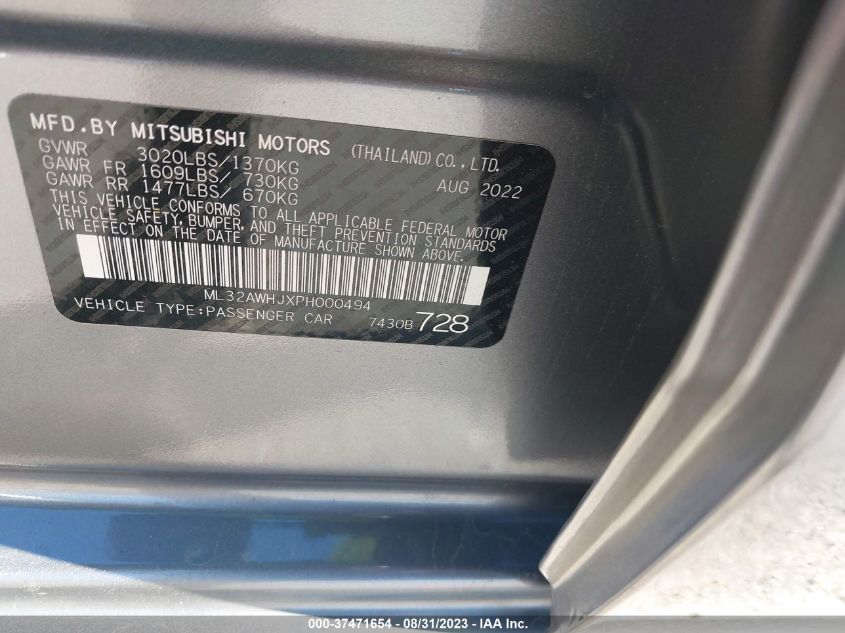 MFD.BY MITSUBISHI MOTORS (THAILAND)CO.,LTD.
GVWR 3020LBS/1370KG
GAWR FR 1609LBS/ 730KG
GAWR RR 1477LBS/ 670KG AUG 2022
THIS VEHICLE CONFORMS TO ALL APPLICABLE FEDERAL MOTOR
VEHICLE SAFETY,BUMPER,AND THEFT PREVENTION STANDARDS
IN EFFECT ON THE DATE OF MANUFACTURE SHOWN ABOVE.
ML32AWHJXPH000494
VEHICLE TYPE:PASSENGER CAR 7430B 728
000 - 37471654 - 08/31/2023 - IAA Inc.